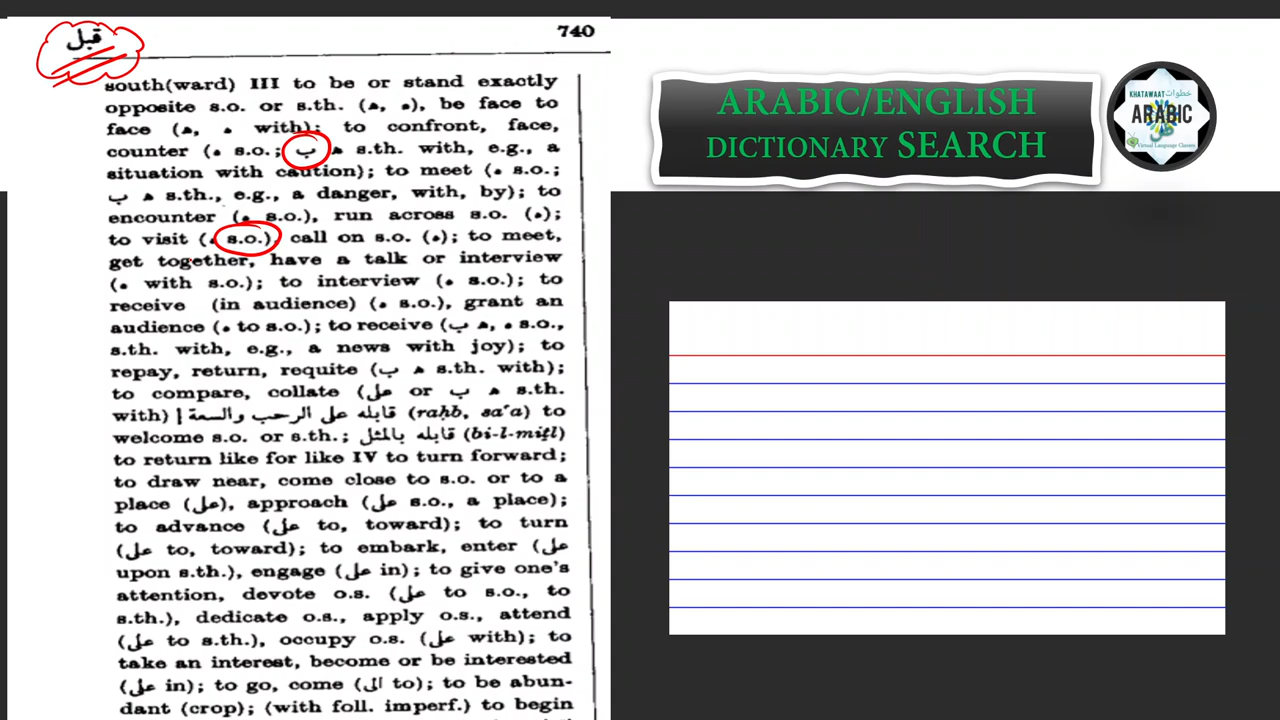 قبل
740
south(ward) III to be or stand exactly
opposite s.o. or s.th. (ه, ه), be face to
face (ه, ه with); to confront, face,
counter (ه s.o.; ب ه s.th. with, e.g., a
situation with caution); to meet (ه s.o.;
ب ه s.th., e.g., a danger, with, by); to
encounter (ه s.o.), run across s.o. (ه);
to visit (ه s.o.), call on s.o. (ه); to meet,
get together, have a talk or interview
(ه with s.o.); to interview (ه s.o.); to
receive (in audience) (ه s.o.), grant an
audience (ه to s.o.); to receive (ب ه, ه s.o.,
s.th. with, e.g., a news with joy); to
repay, return, requite (ب ه s.th. with);
to compare, collate (على or ب ه s.th.
with) | قابله على الرحب والسعة (raḥb, sa'a) to
welcome s.o. or s.th.; قابله بالمثل (bi-l-miṯl)
to return like for like IV to turn forward;
to draw near, come close to s.o. or to a
place (على), approach (على s.o., a place);
to advance (على to, toward); to turn
(على to, toward); to embark, enter (على
upon s.th.), engage (على in); to give one's
attention, devote o.s. (على to s.o., to
s.th.), dedicate o.s., apply o.s., attend
(على to s.th.), occupy o.s. (على with); to
take an interest, become or be interested
(على in); to go, come (الى to); to be abun-
dant (crop); (with foll. imperf.) to begin
ARABIC/ENGLISH
DICTIONARY SEARCH
KHATAWAAT خطوات
ARABIC
Virtual Language Classes